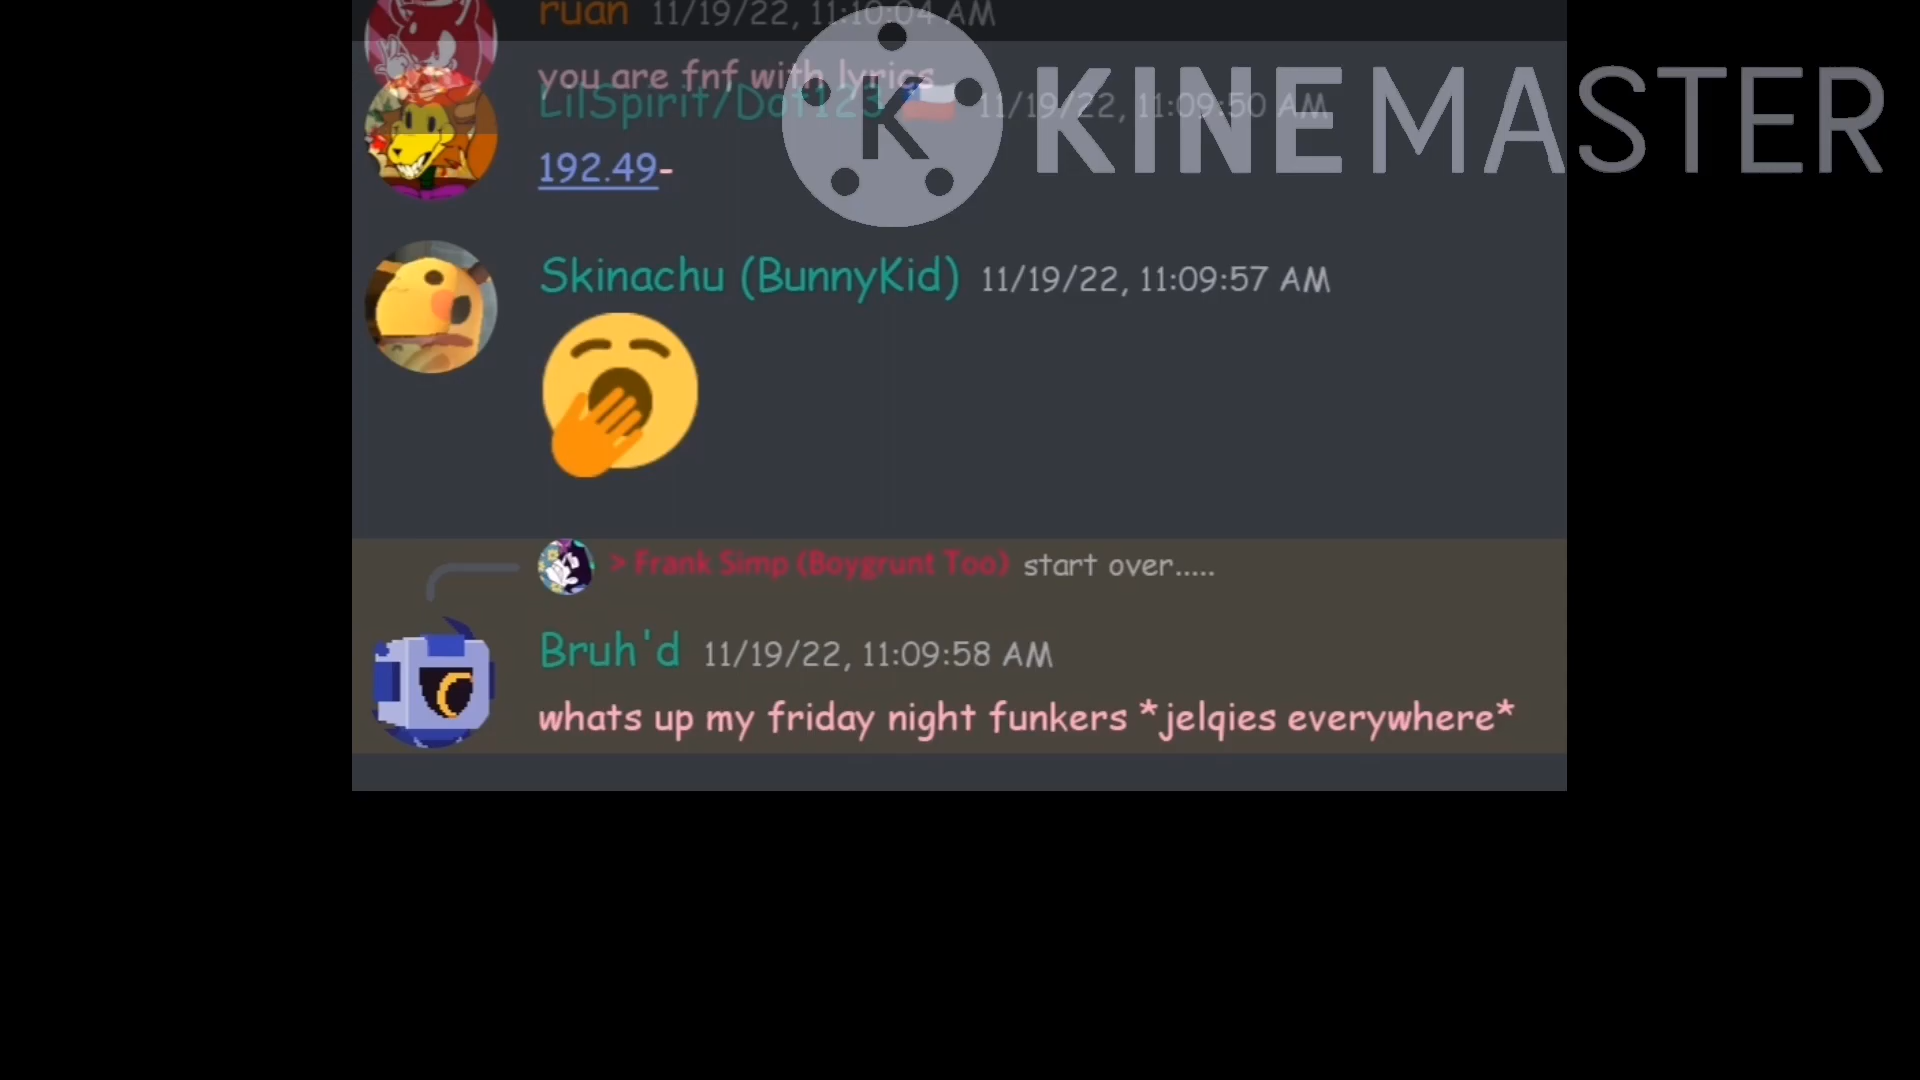 ruan 11/19/22, 11:10:04 AM
you are fnf with lyrics
LilSpirit/Dot123 11/19/22, 11:09:50 AM
192.49-
KINEMASTER
Skinachu (BunnyKid) 11/19/22, 11:09:57 AM
> Frank Simp (Boygrunt Too) start over.....
Bruh'd 11/19/22, 11:09:58 AM
whats up my friday night funkers *jelqies everywhere*